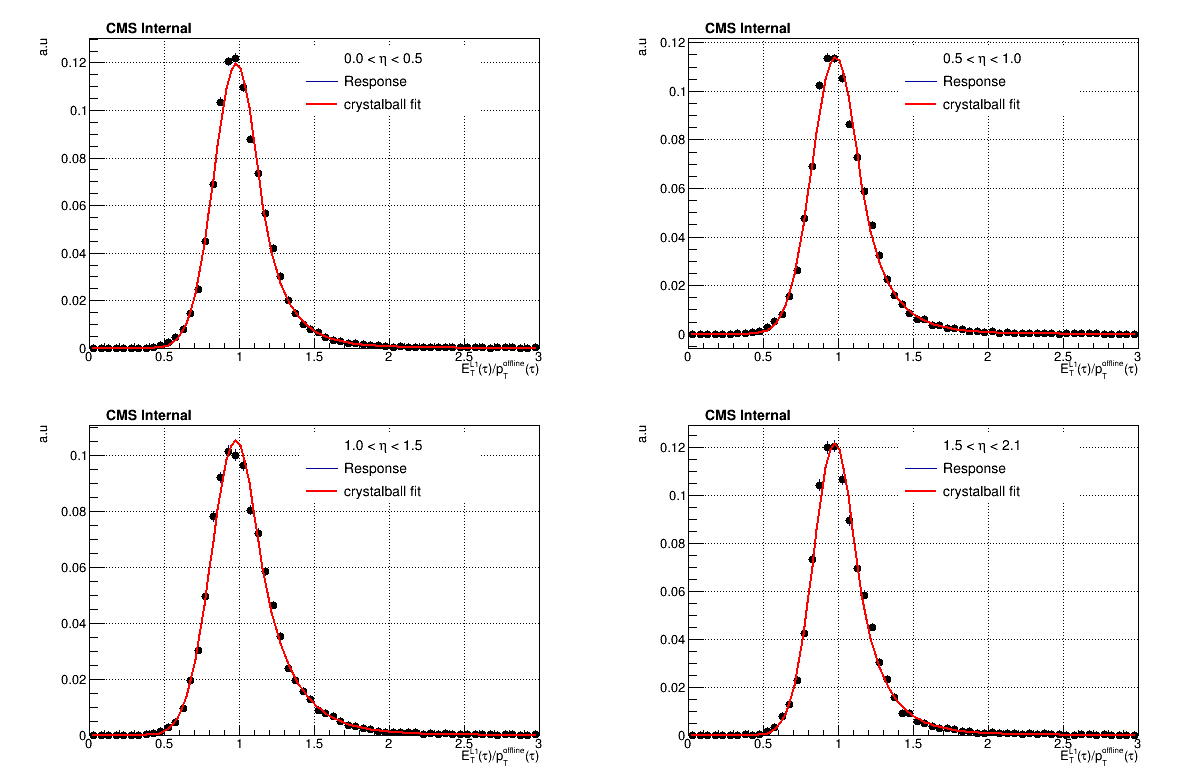 CMS Internal
a.u
0.0 < η < 0.5
Response
crystalball fit
0.12
0.1
0.08
0.06
0.04
0.02
0
0 0.5 1 1.5 2 2.5 3
E_T^L1(τ)/p_T^offline(τ)
CMS Internal
a.u
0.5 < η < 1.0
Response
crystalball fit
0.12
0.1
0.08
0.06
0.04
0.02
0
0 0.5 1 1.5 2 2.5 3
E_T^L1(τ)/p_T^offline(τ)
CMS Internal
a.u
1.0 < η < 1.5
Response
crystalball fit
0.1
0.08
0.06
0.04
0.02
0
0 0.5 1 1.5 2 2.5 3
E_T^L1(τ)/p_T^offline(τ)
CMS Internal
a.u
1.5 < η < 2.1
Response
crystalball fit
0.12
0.1
0.08
0.06
0.04
0.02
0
0 0.5 1 1.5 2 2.5 3
E_T^L1(τ)/p_T^offline(τ)